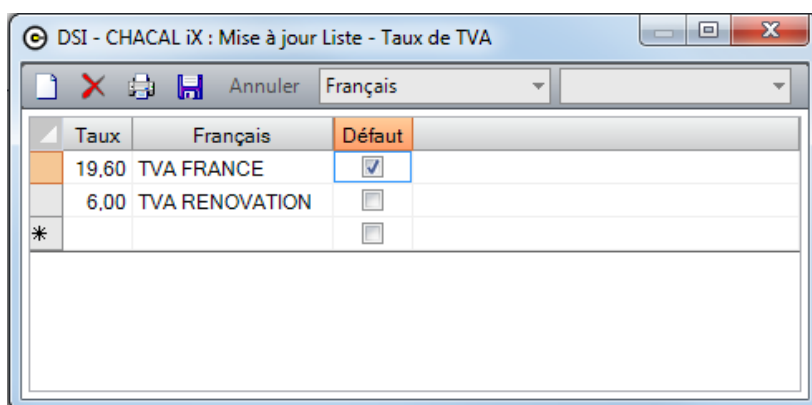 DSI - CHACAL iX : Mise à jour Liste - Taux de TVA
Annuler Français
Taux Français Défaut
19,60 TVA FRANCE
6,00 TVA RENOVATION